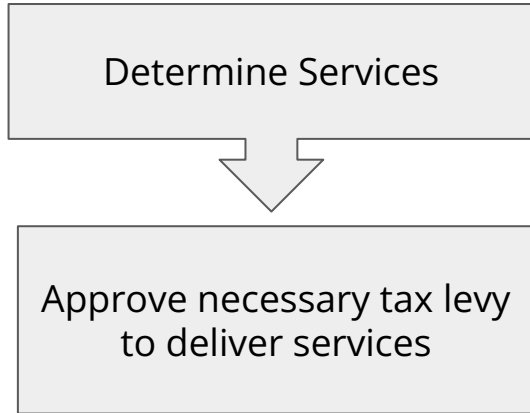 Determine Services
Approve necessary tax levy
to deliver services